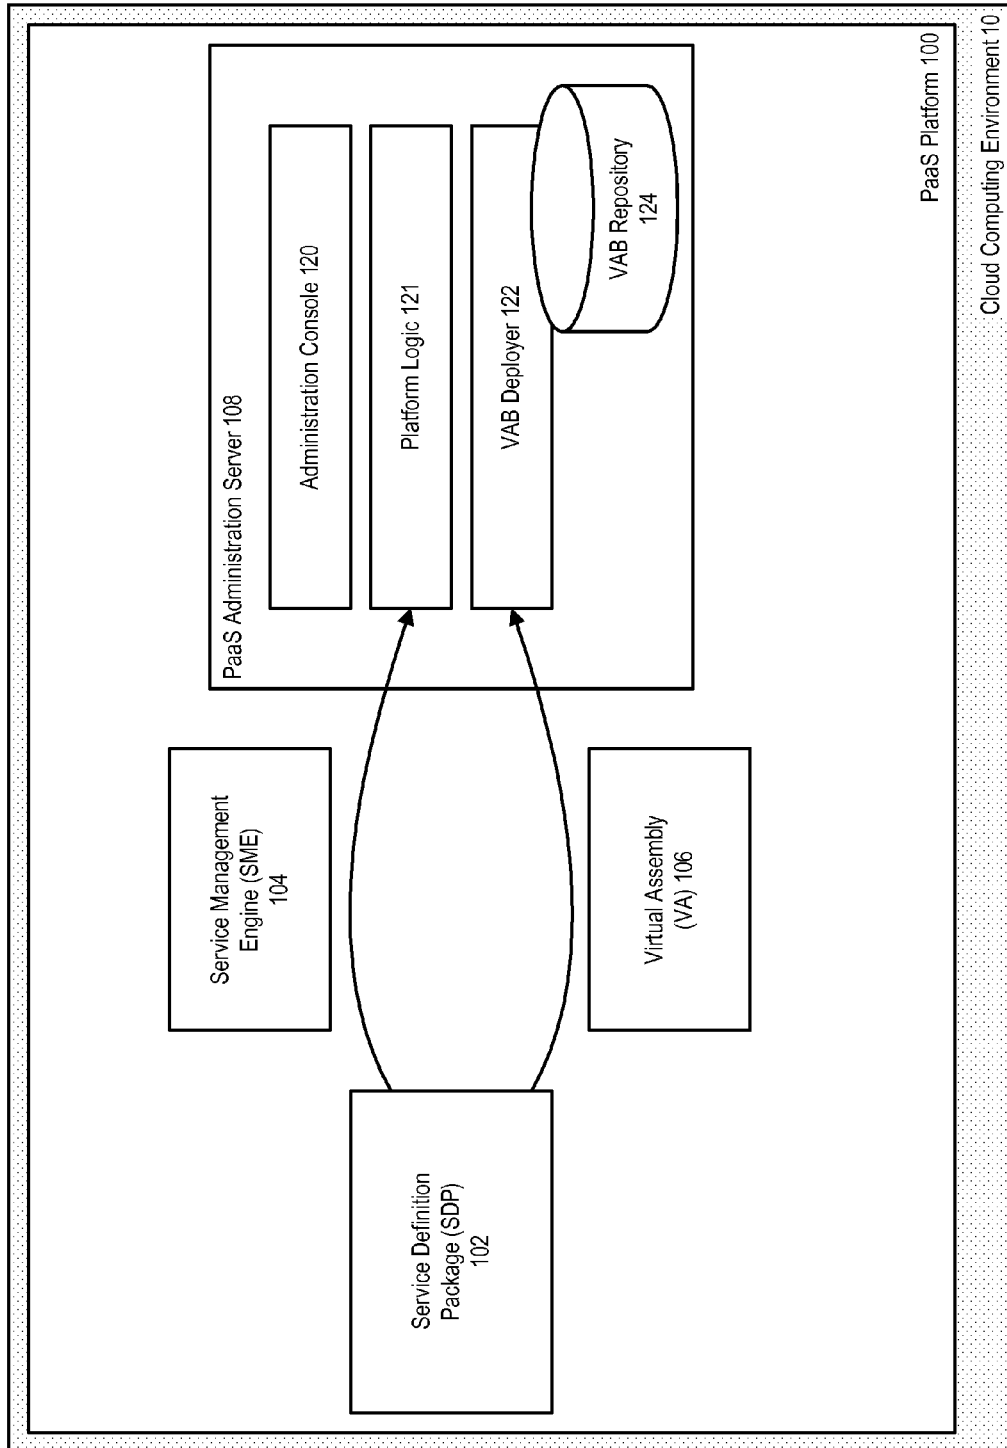 PaaS Administration Server 108
Administration Console 120
Platform Logic 121
VAB Deployer 122
VAB Repository
124
Service Management
Engine (SME)
104
Service Definition
Package (SDP)
102
Virtual Assembly
(VA) 106
PaaS Platform 100
Cloud Computing Environment 10